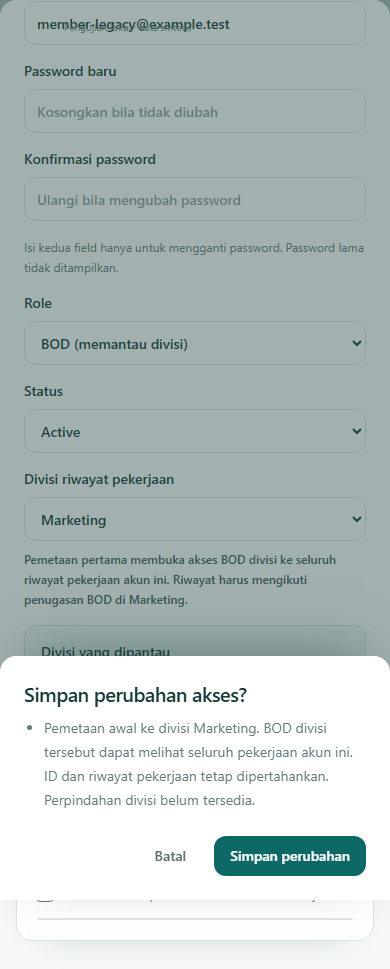 member-legacy@example.test
Password baru
Kosongkan bila tidak diubah
Konfirmasi password
Ulangi bila mengubah password
Isi kedua field hanya untuk mengganti password. Password lama
tidak ditampilkan.
Role
BOD (memantau divisi)
Status
Active
Divisi riwayat pekerjaan
Marketing
Pemetaan pertama membuka akses BOD divisi ke seluruh
riwayat pekerjaan akun ini. Riwayat harus mengikuti
penugasan BOD di Marketing.
Divisi yang dipantau
Simpan perubahan akses?
• Pemetaan awal ke divisi Marketing. BOD divisi
tersebut dapat melihat seluruh pekerjaan akun ini.
ID dan riwayat pekerjaan tetap dipertahankan.
Perpindahan divisi belum tersedia.
Batal
Simpan perubahan